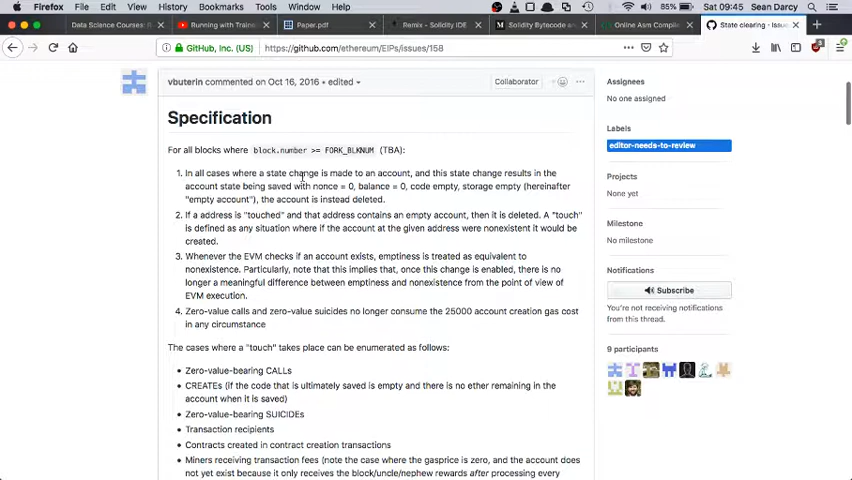 Firefox File Edit View History Bookmarks Tools Window Help 85% Sat 09:45 Sean Darcy
Data Science Courses: R
Running with Traine
Paper.pdf
Remix - Solidity IDE
Solidity Bytecode and
Online Asm Compile
State clearing · Issu
GitHub, Inc. (US) https://github.com/ethereum/EIPs/issues/158
vbuterin commented on Oct 16, 2016 • edited
Collaborator
Specification
For all blocks where block.number >= FORK_BLKNUM (TBA):
1. In all cases where a state change is made to an account, and this state change results in the
account state being saved with nonce = 0, balance = 0, code empty, storage empty (hereinafter
"empty account"), the account is instead deleted.
2. If a address is "touched" and that address contains an empty account, then it is deleted. A "touch"
is defined as any situation where if the account at the given address were nonexistent it would be
created.
3. Whenever the EVM checks if an account exists, emptiness is treated as equivalent to
nonexistence. Particularly, note that this implies that, once this change is enabled, there is no
longer a meaningful difference between emptiness and nonexistence from the point of view of
EVM execution.
4. Zero-value calls and zero-value suicides no longer consume the 25000 account creation gas cost
in any circumstance
The cases where a "touch" takes place can be enumerated as follows:
• Zero-value-bearing CALLs
• CREATEs (if the code that is ultimately saved is empty and there is no ether remaining in the
account when it is saved)
• Zero-value-bearing SUICIDEs
• Transaction recipients
• Contracts created in contract creation transactions
• Miners receiving transaction fees (note the case where the gasprice is zero, and the account does
not yet exist because it only receives the block/uncle/nephew rewards after processing every
Assignees
No one assigned
Labels
editor-needs-to-review
Projects
None yet
Milestone
No milestone
Notifications
Subscribe
You're not receiving notifications
from this thread.
9 participants